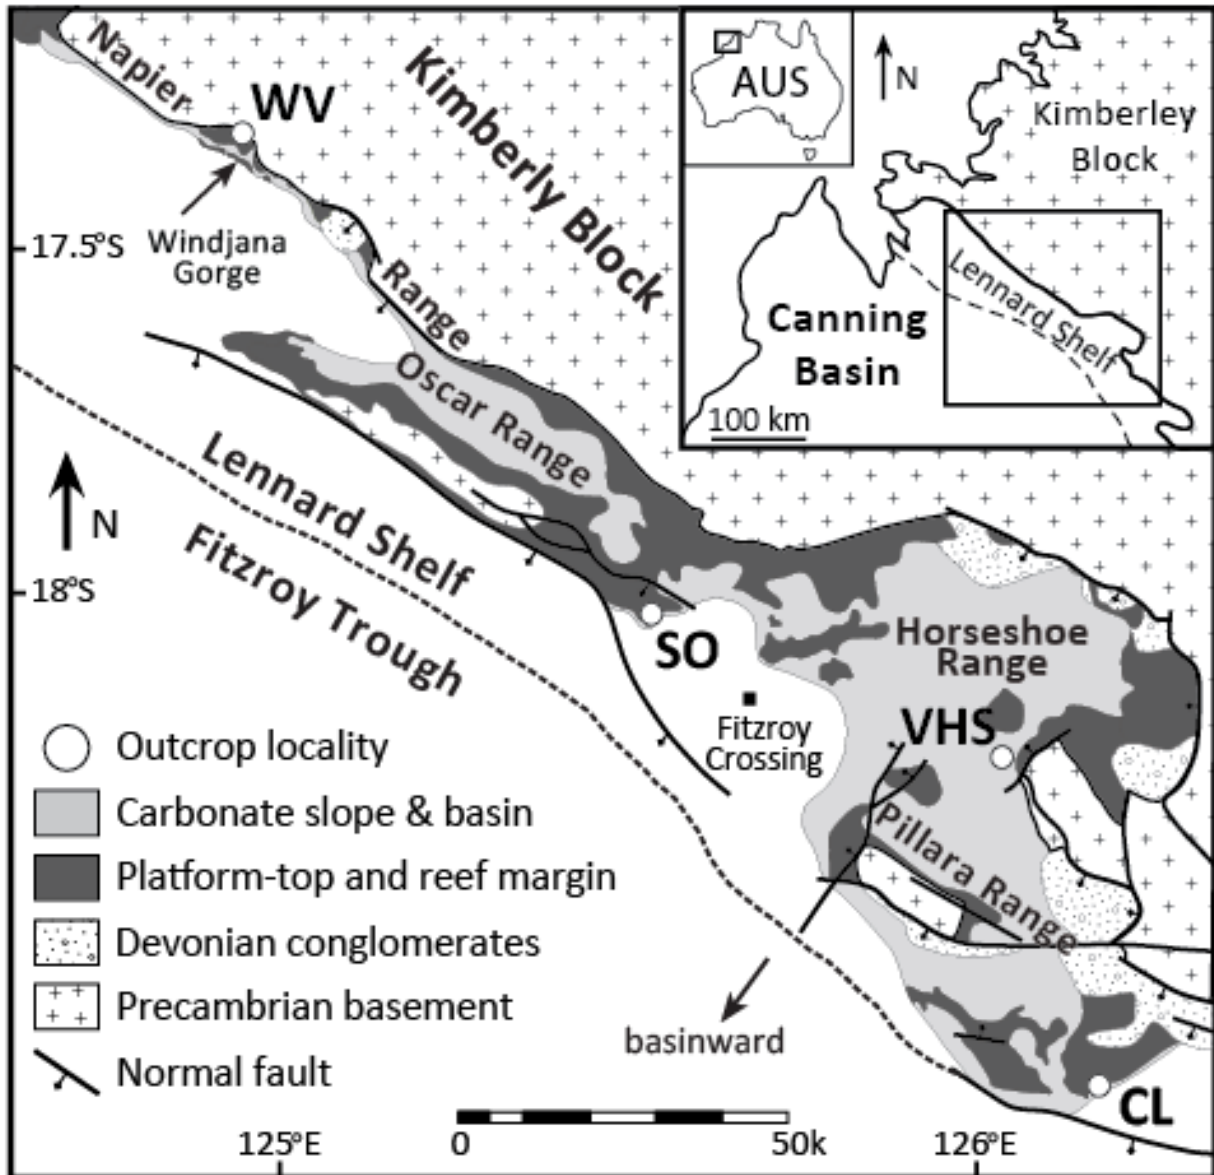 Napier
WV
Kimberly Block
AUS
N
Kimberley
Block
Windjana
Gorge
17.5°S
Range
Lennard Shelf
Canning
Basin
100 km
Oscar Range
Lennard Shelf
Fitzroy Trough
N
18°S
SO
Horseshoe
Range
Fitzroy
Crossing
VHS
Pillara Range
Outcrop locality
Carbonate slope & basin
Platform-top and reef margin
Devonian conglomerates
Precambrian basement
Normal fault
basinward
CL
125°E
0
50k
126°E